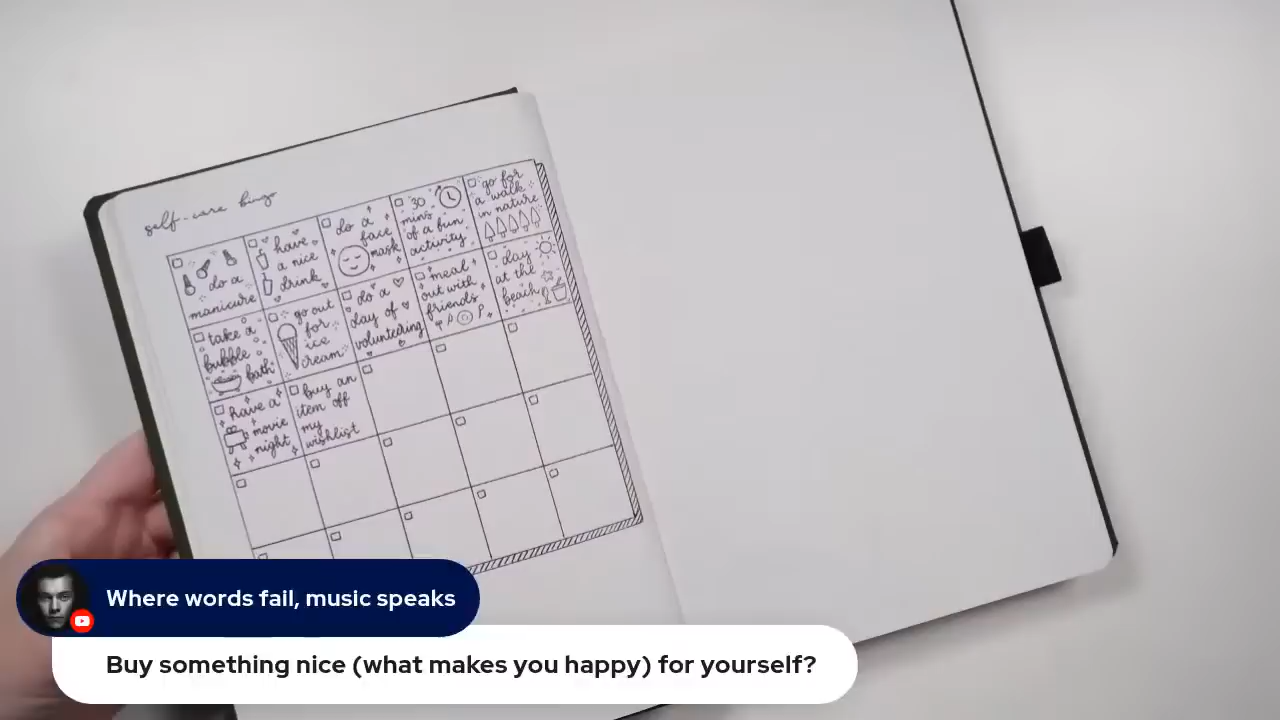 self-care bingo
do a
manicure
have
a nice
drink
do a
face
mask
30
mins
of a fun
activity
go for
a walk
in nature
take a
bubble
bath
go out
for
ice
cream
do a
day of
volunteering
meal
out with
friends
day
at the
beach
have a
movie
night
buy an
item off
my
wishlist
Where words fail, music speaks
Buy something nice (what makes you happy) for yourself?